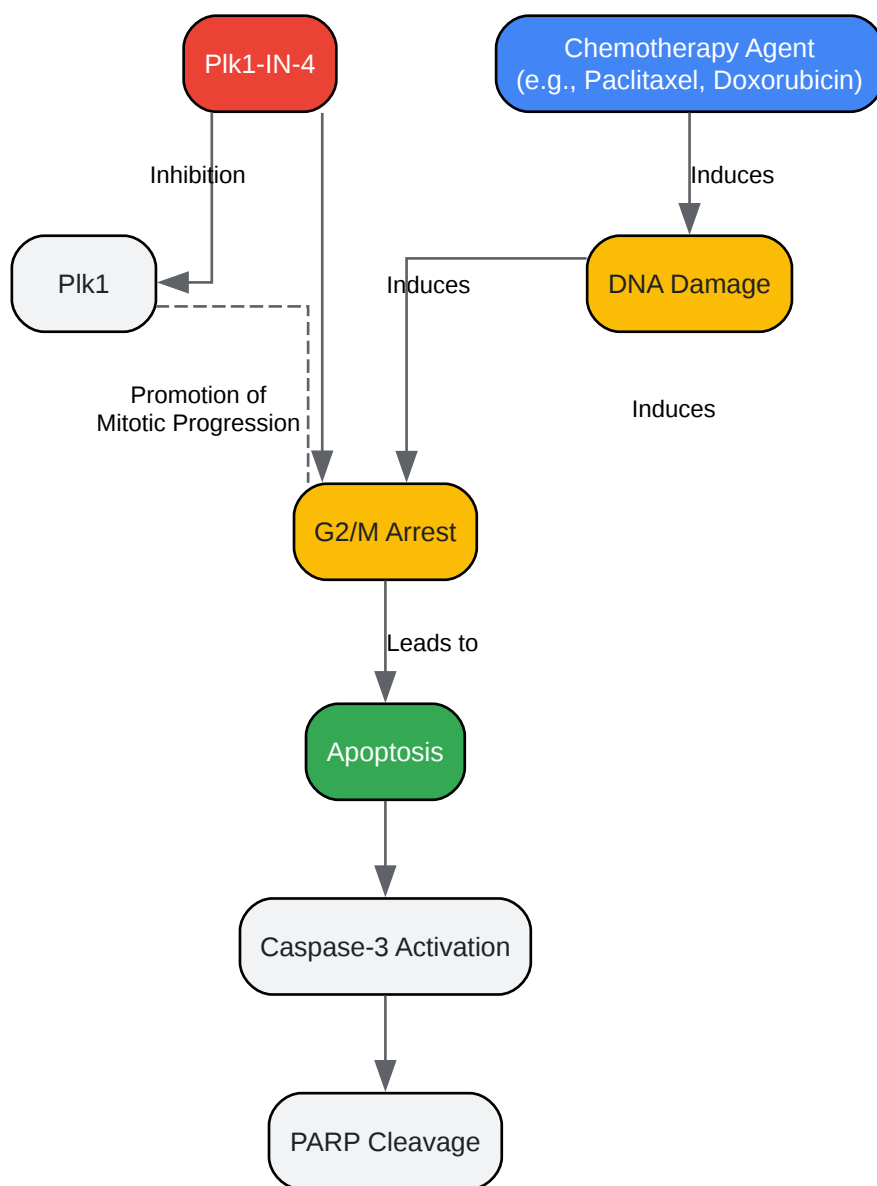 Plk1-IN-4
Chemotherapy Agent
(e.g., Paclitaxel, Doxorubicin)
Inhibition
Induces
Plk1
Induces
DNA Damage
Promotion of
Mitotic Progression
Induces
G2/M Arrest
Leads to
Apoptosis
Caspase-3 Activation
PARP Cleavage